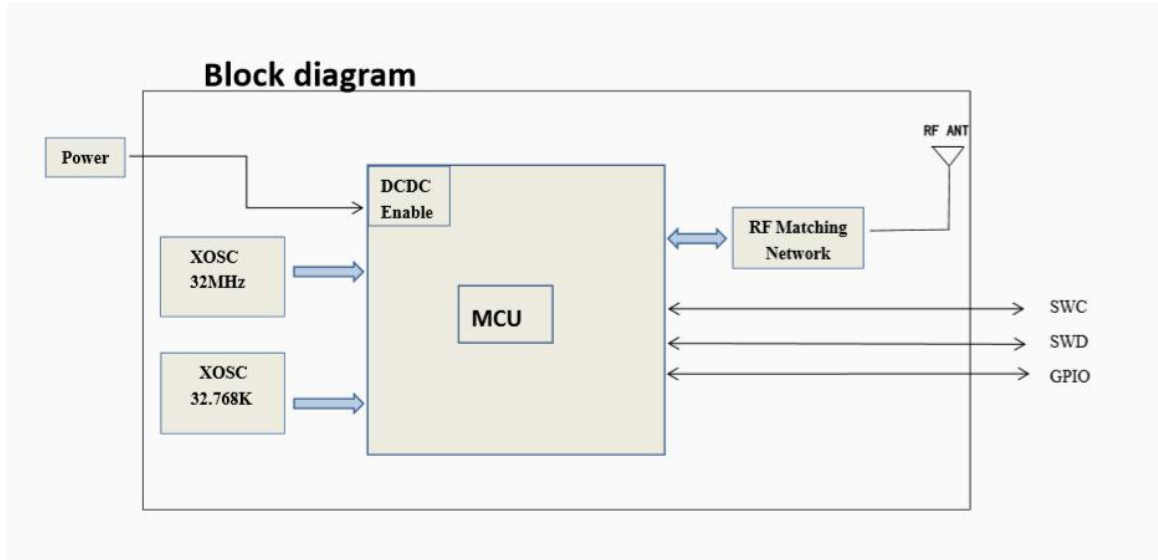 Block diagram
RF ANT
Power
DCDC
Enable
RF Matching
Network
XOSC
32MHz
MCU
SWC
SWD
GPIO
XOSC
32.768K